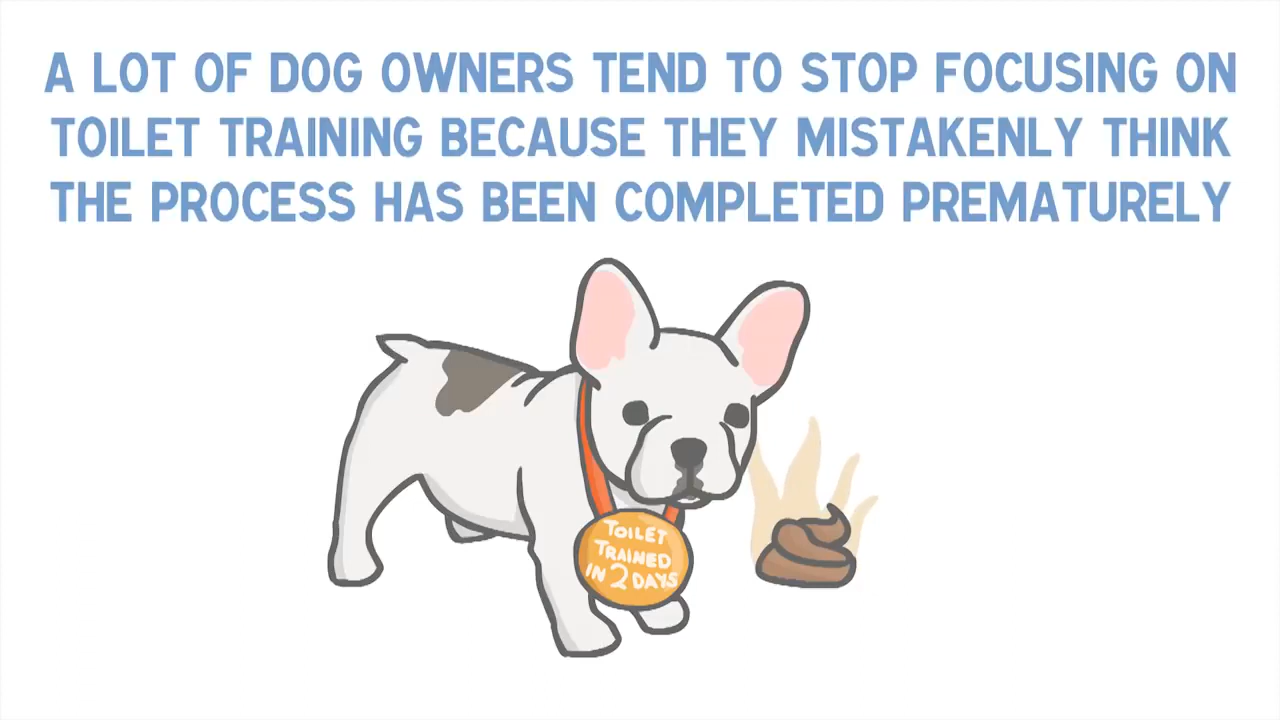 A LOT OF DOG OWNERS TEND TO STOP FOCUSING ON
TOILET TRAINING BECAUSE THEY MISTAKENLY THINK
THE PROCESS HAS BEEN COMPLETED PREMATURELY
TOILET
TRAINED
IN 2 DAYS